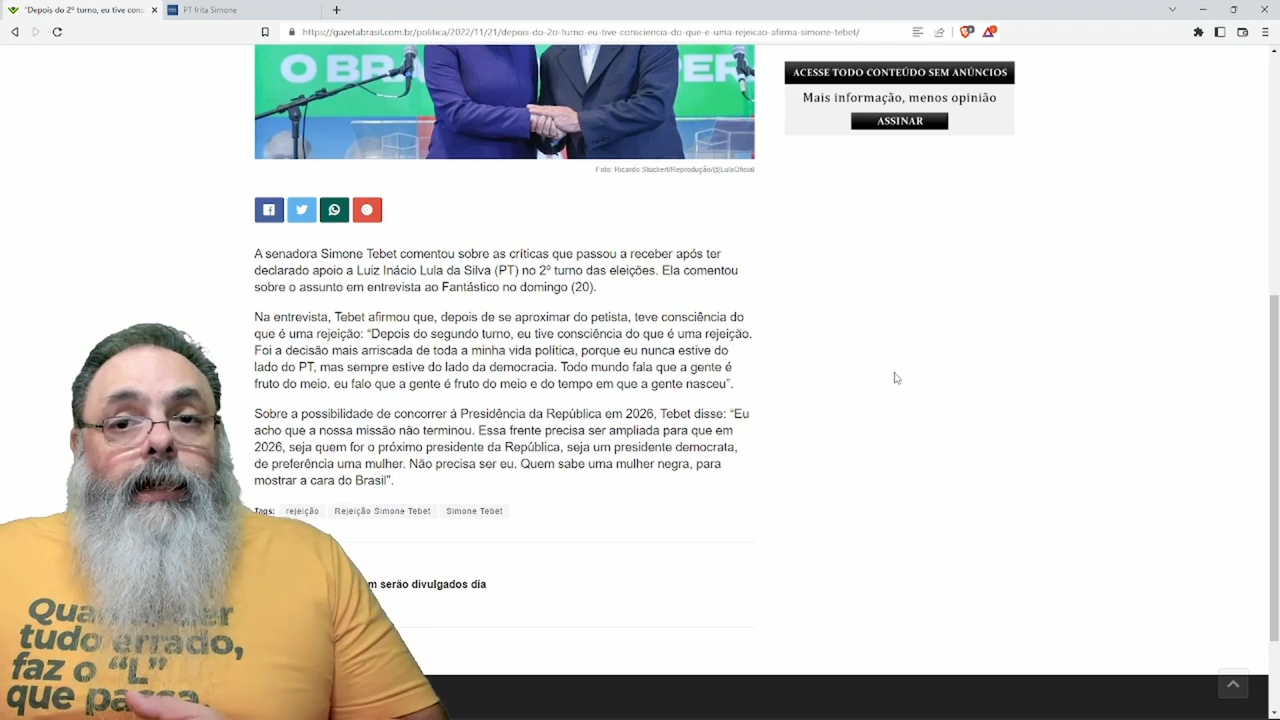 "Depois do 2º turno, eu tive cons
PT frita Simone
https://gazetabrasil.com.br/politica/2022/11/21/depois-do-2o-turno-eu-tive-consciencia-do-que-e-uma-rejeicao-afirma-simone-tebet/
O BRA
PER
ACESSE TODO CONTEÚDO SEM ANÚNCIOS
Mais informação, menos opinião
ASSINAR
Foto: Ricardo Stuckert/Reprodução/@LulaOficial
A senadora Simone Tebet comentou sobre as críticas que passou a receber após ter
declarado apoio a Luiz Inácio Lula da Silva (PT) no 2º turno das eleições. Ela comentou
sobre o assunto em entrevista ao Fantástico no domingo (20).
Na entrevista, Tebet afirmou que, depois de se aproximar do petista, teve consciência do
que é uma rejeição: “Depois do segundo turno, eu tive consciência do que é uma rejeição.
Foi a decisão mais arriscada de toda a minha vida política, porque eu nunca estive do
lado do PT, mas sempre estive do lado da democracia. Todo mundo fala que a gente é
fruto do meio. eu falo que a gente é fruto do meio e do tempo em que a gente nasceu”.
Sobre a possibilidade de concorrer à Presidência da República em 2026, Tebet disse: “Eu
acho que a nossa missão não terminou. Essa frente precisa ser ampliada para que em
2026, seja quem for o próximo presidente da República, seja um presidente democrata,
de preferência uma mulher. Não precisa ser eu. Quem sabe uma mulher negra, para
mostrar a cara do Brasil”.
Tags: rejeição Rejeição Simone Tebet Simone Tebet
m serão divulgados dia
tudo errado,
faz o “L”
que passa.